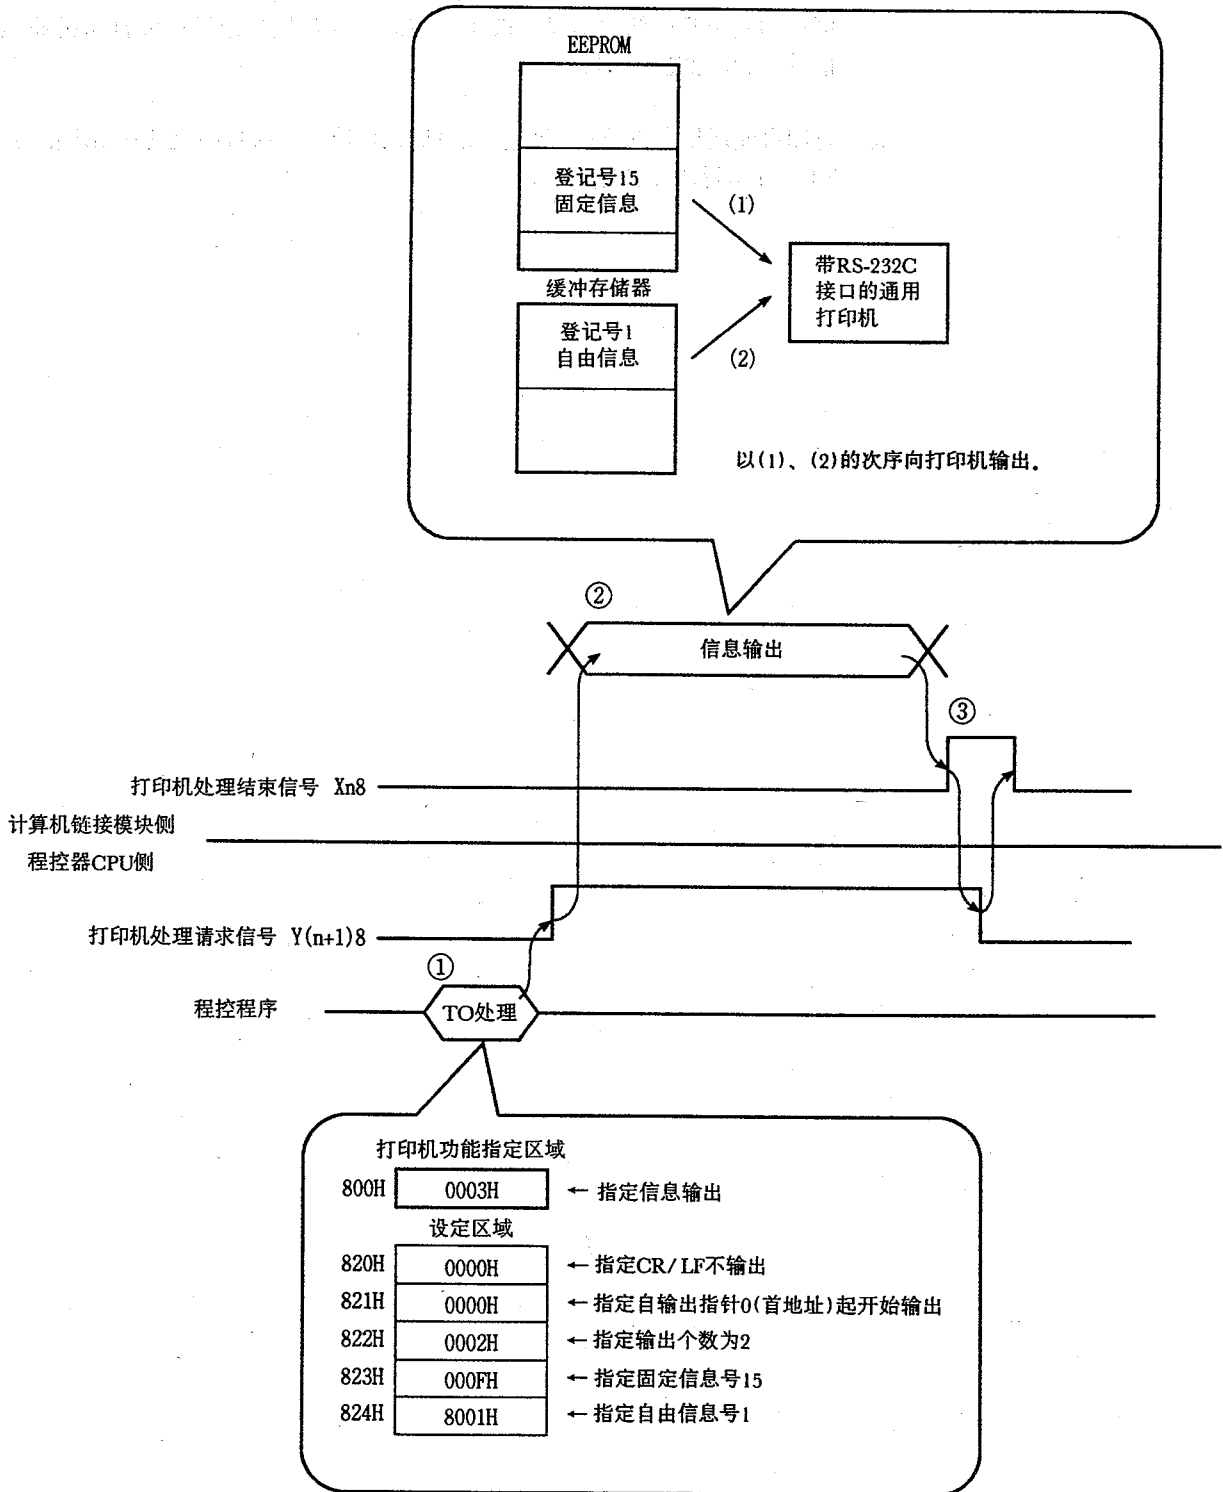 EEPROM
登记号15
固定信息
(1)
带RS-232C
接口的通用
打印机
缓冲存储器
登记号1
自由信息
(2)
以(1)、(2)的次序向打印机输出。
②
信息输出
③
打印机处理结束信号 Xn8
计算机链接模块侧
程控器CPU侧
打印机处理请求信号 Y(n+1)8
①
程控程序
TO处理
打印机功能指定区域
800H 0003H ←指定信息输出
设定区域
820H 0000H ←指定CR/LF不输出
821H 0000H ←指定自输出指针0(首地址)起开始输出
822H 0002H ←指定输出个数为2
823H 000FH ←指定固定信息号15
824H 8001H ←指定自由信息号1